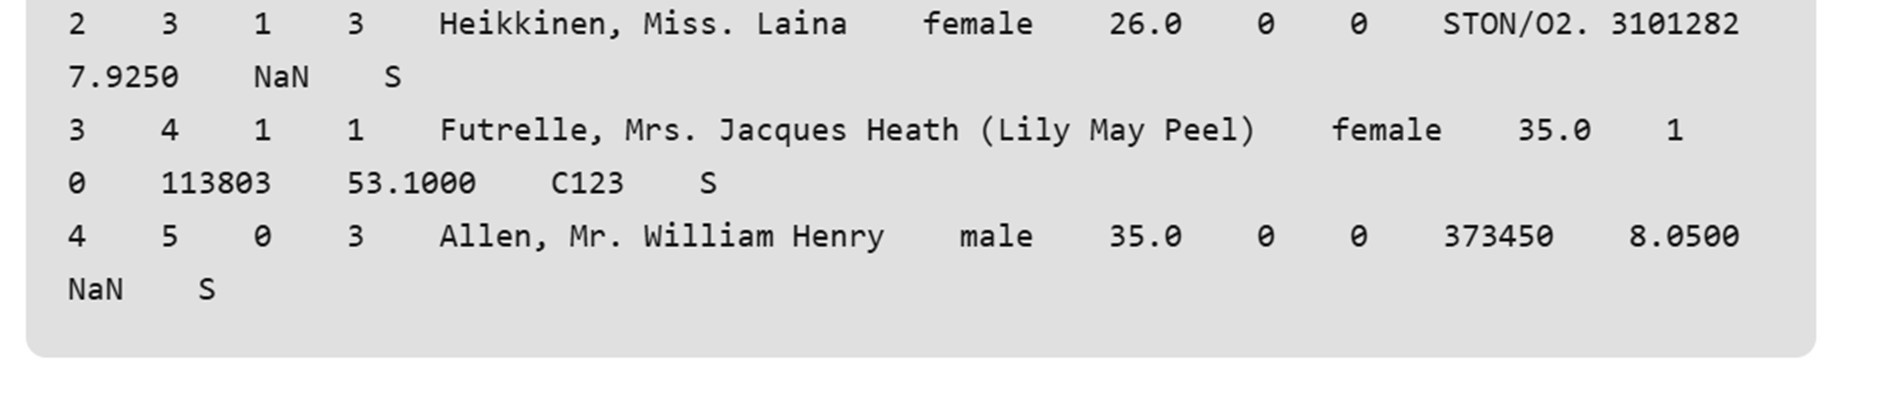 2    3    1    3    Heikkinen, Miss. Laina    female    26.0    0    0    STON/O2. 3101282
7.9250    NaN    S
3    4    1    1    Futrelle, Mrs. Jacques Heath (Lily May Peel)    female    35.0    1
0    113803    53.1000    C123    S
4    5    0    3    Allen, Mr. William Henry    male    35.0    0    0    373450    8.0500
NaN    S